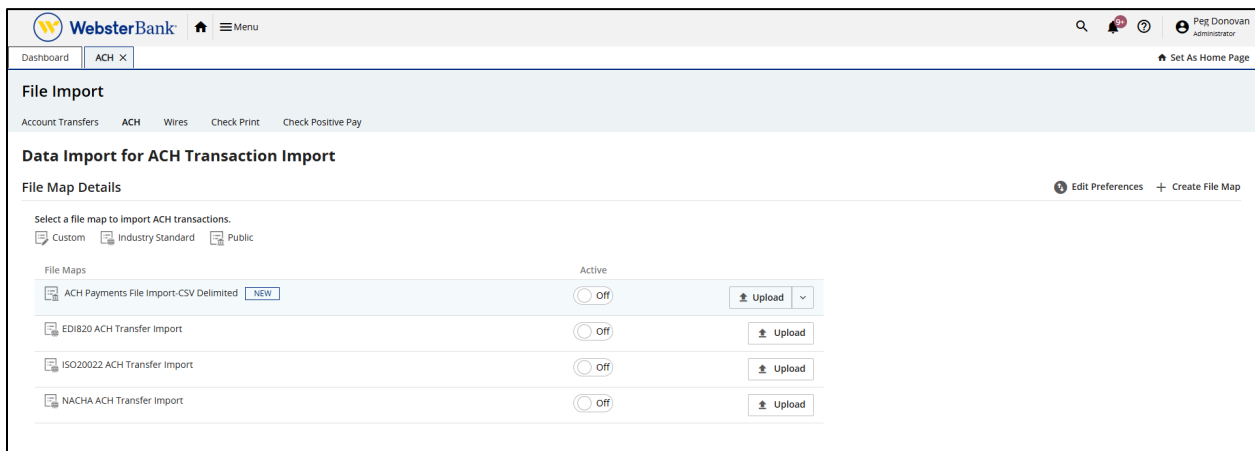 WebsterBank Menu 9+ Peg Donovan
Administrator
Dashboard ACH Set As Home Page
File Import
Account Transfers ACH Wires Check Print Check Positive Pay
Data Import for ACH Transaction Import
File Map Details Edit Preferences + Create File Map
Select a file map to import ACH transactions.
Custom Industry Standard Public
File Maps Active
ACH Payments File Import-CSV Delimited NEW Off Upload
EDI820 ACH Transfer Import Off Upload
ISO20022 ACH Transfer Import Off Upload
NACHA ACH Transfer Import Off Upload